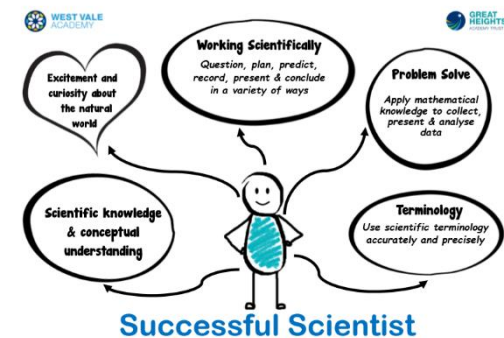 WEST VALE
ACADEMY
GREAT
HEIGHTS
ACADEMY TRUST
Excitement and
curiosity about
the natural
world
Working Scientifically
Question, plan, predict,
record, present & conclude
in a variety of ways
Problem Solve
Apply mathematical
knowledge to collect,
present & analyse
data
Scientific knowledge
& conceptual
understanding
Terminology
Use scientific terminology
accurately and precisely
Successful Scientist